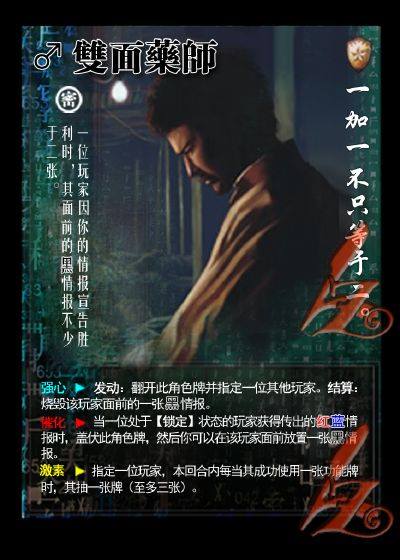 ♂ 雙面藥師
密
一加一不只等于二。
一位玩家因你的情报宣告胜
利时，其面前的黑情报不少
于二张。
强心 ▶ 发动：翻开此角色牌并指定一位其他玩家。结算：
烧毁该玩家面前的一张黑情报。
催化 ▶ 当一位处于【锁定】状态的玩家获得传出的红蓝情
报时，盖伏此角色牌，然后你可以在该玩家面前放置一张黑情
报。
激素 ▶ 指定一位玩家，本回合内每当其成功使用一张功能牌
时，其抽一张牌（至多三张）。